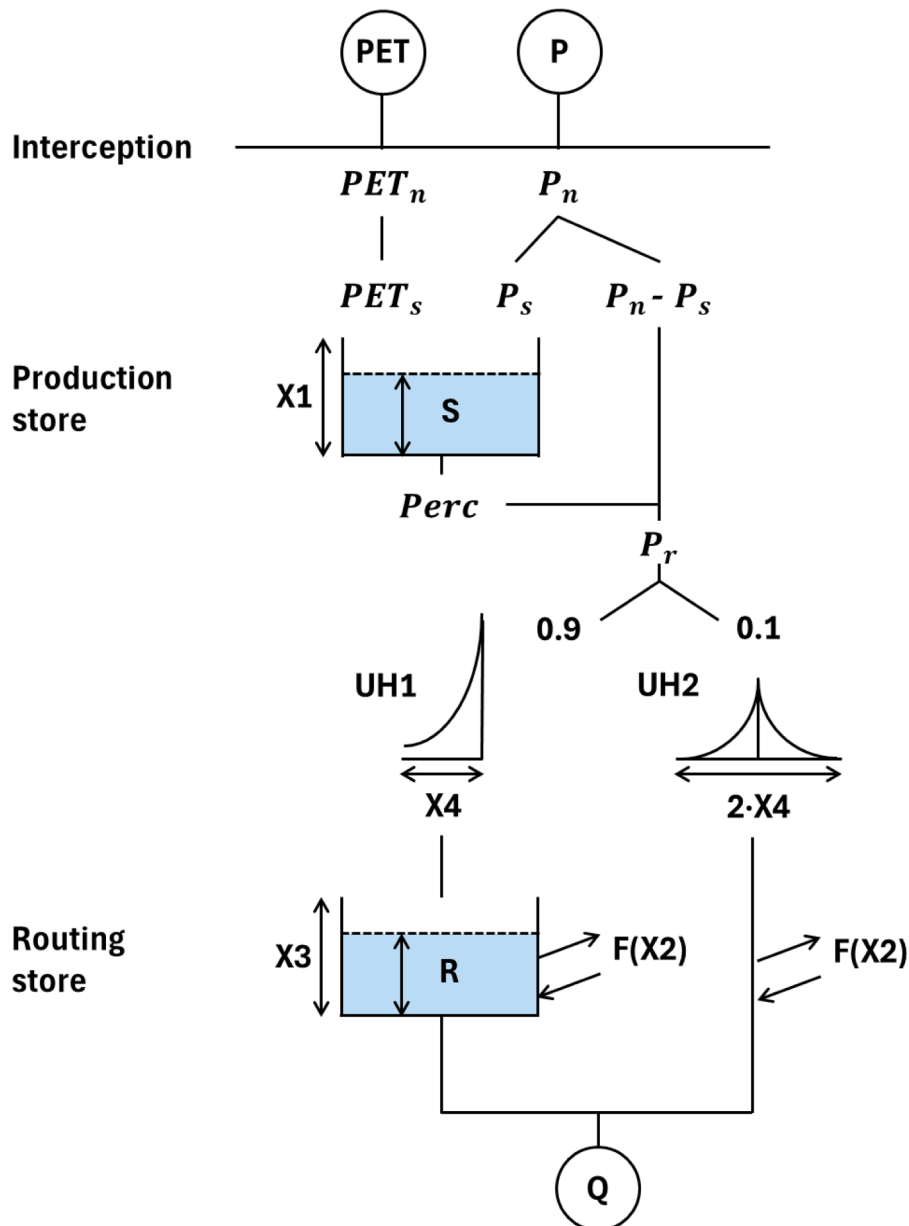 PET
P
Interception
PETₙ
Pₙ
PETₛ
Pₛ
Pₙ - Pₛ
Production
store
X1
S
Perc
Pᵣ
0.9
0.1
UH1
UH2
X4
2·X4
Routing
store
X3
R
F(X2)
F(X2)
Q